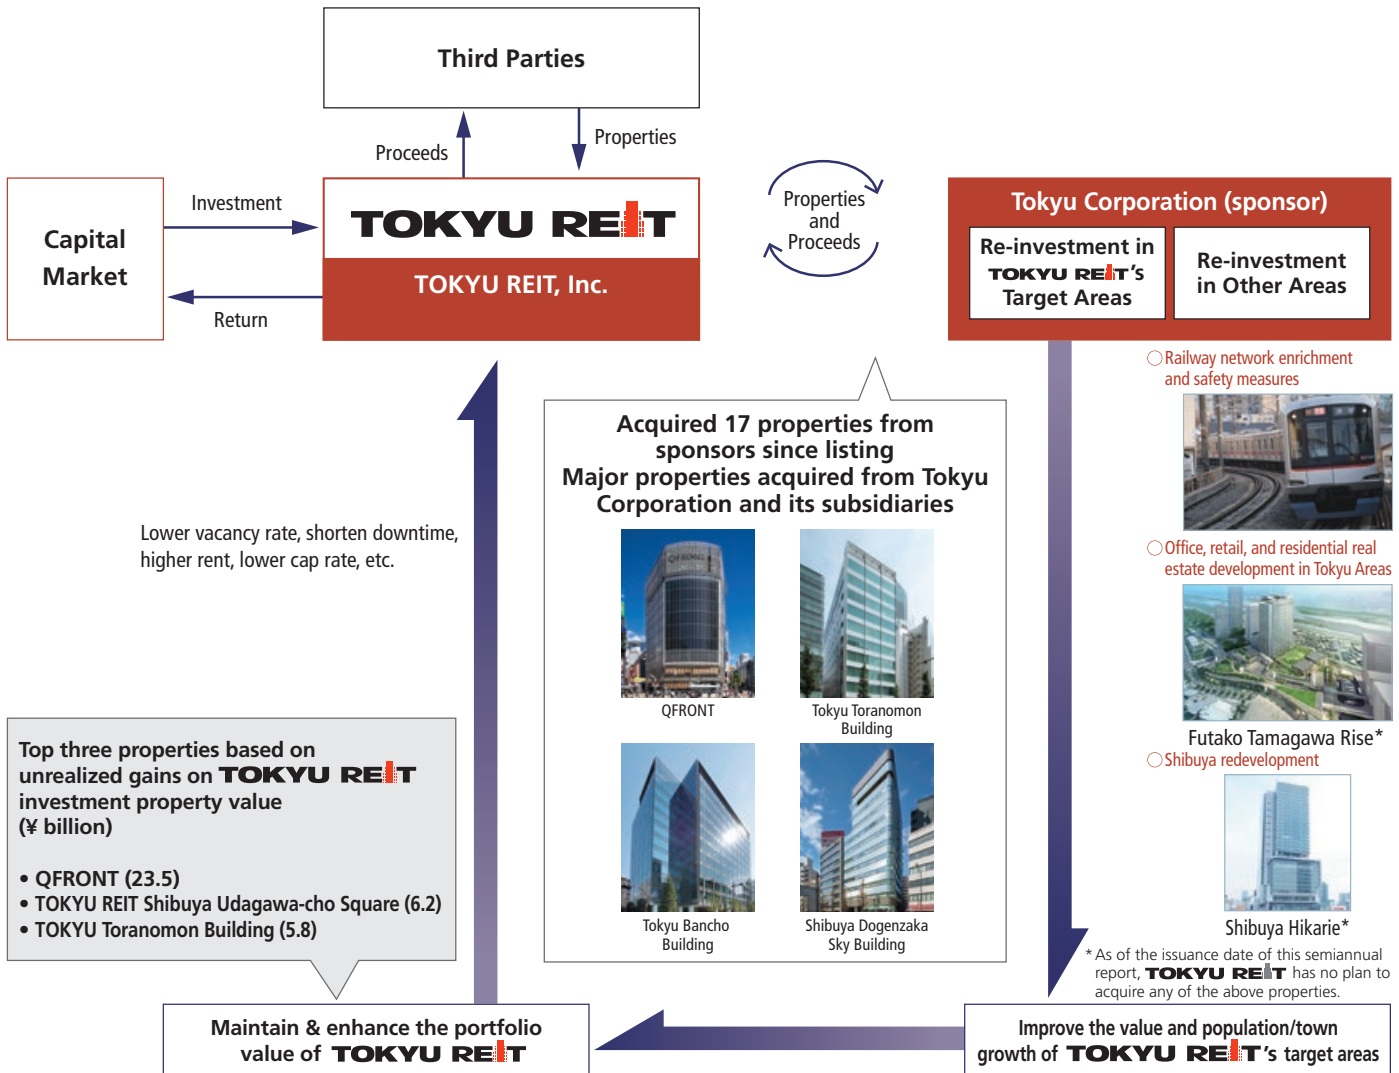 Third Parties
Proceeds
Properties
Capital
Market
Investment
Return
TOKYU REIT
TOKYU REIT, Inc.
Properties
and
Proceeds
Tokyu Corporation (sponsor)
Re-investment in
TOKYU REIT's
Target Areas
Re-investment
in Other Areas
○Railway network enrichment
and safety measures
○Office, retail, and residential real
estate development in Tokyu Areas
Futako Tamagawa Rise*
○Shibuya redevelopment
Shibuya Hikarie*
* As of the issuance date of this semiannual
report, TOKYU REIT has no plan to
acquire any of the above properties.
Acquired 17 properties from
sponsors since listing
Major properties acquired from Tokyu
Corporation and its subsidiaries
QFRONT
QFRONT
Tokyu Toranomon
Building
Tokyu Bancho
Building
Shibuya Dogenzaka
Sky Building
Lower vacancy rate, shorten downtime,
higher rent, lower cap rate, etc.
Top three properties based on
unrealized gains on TOKYU REIT
investment property value
(¥ billion)
• QFRONT (23.5)
• TOKYU REIT Shibuya Udagawa-cho Square (6.2)
• TOKYU Toranomon Building (5.8)
Maintain & enhance the portfolio
value of TOKYU REIT
Improve the value and population/town
growth of TOKYU REIT's target areas